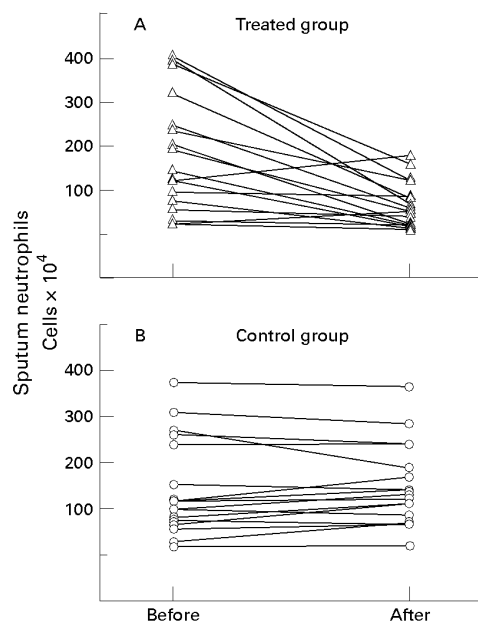 A Treated group
400
300
200
100
Sputum neutrophils
Cells × 10⁴
B Control group
400
300
200
100
Before After